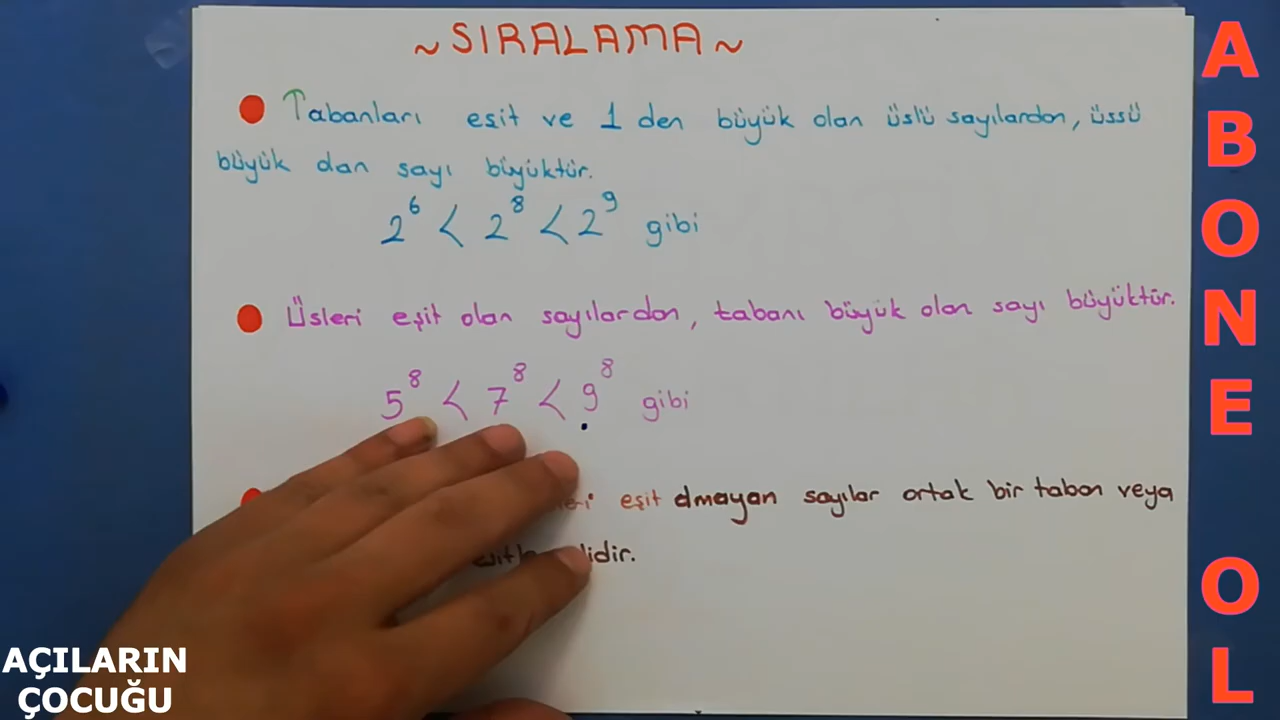 ~SIRALAMA~
Tabanları eşit ve 1 den büyük olan üslü sayılardan, üssü
büyük olan sayı büyüktür.
2⁶ < 2⁸ < 2⁹ gibi
Üsleri eşit olan sayılardan, tabanı büyük olan sayı büyüktür.
5⁸ < 7⁸ < 9⁸ gibi
eşit olmayan sayılar ortak bir taban veya
ABONE OL
AÇILARIN
ÇOCUĞU